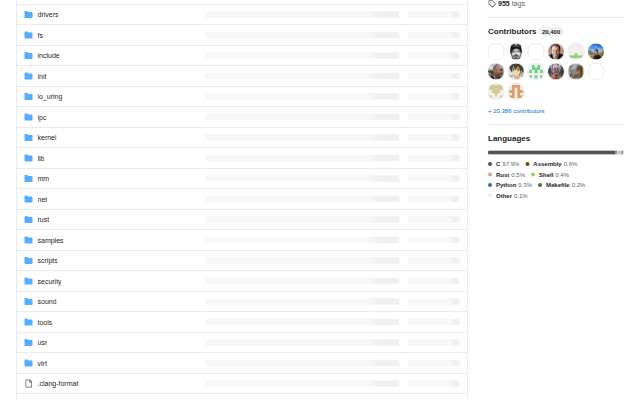 drivers
fs
include
init
io_uring
ipc
kernel
lib
mm
net
rust
samples
scripts
security
sound
tools
usr
virt
.clang-format
955 tags
Contributors 20,400
+ 20,386 contributors
Languages
C 97.9% Assembly 0.6%
Rust 0.5% Shell 0.4%
Python 0.3% Makefile 0.2%
Other 0.1%